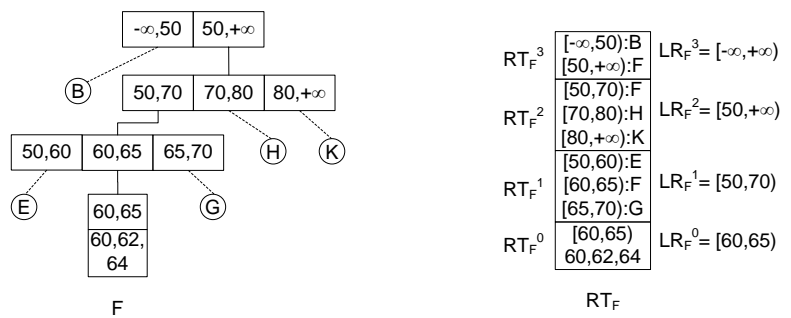 -∞,50 50,+∞
B
50,70 70,80 80,+∞
H K
50,60 60,65 65,70
E G
60,65
60,62,
64
F
RT_F^3 [-∞,50):B LR_F^3= [-∞,+∞)
[50,+∞):F
RT_F^2 [50,70):F LR_F^2= [50,+∞)
[70,80):H
[80,+∞):K
RT_F^1 [50,60):E LR_F^1= [50,70)
[60,65):F
[65,70):G
RT_F^0 [60,65) LR_F^0= [60,65)
60,62,64
RT_F